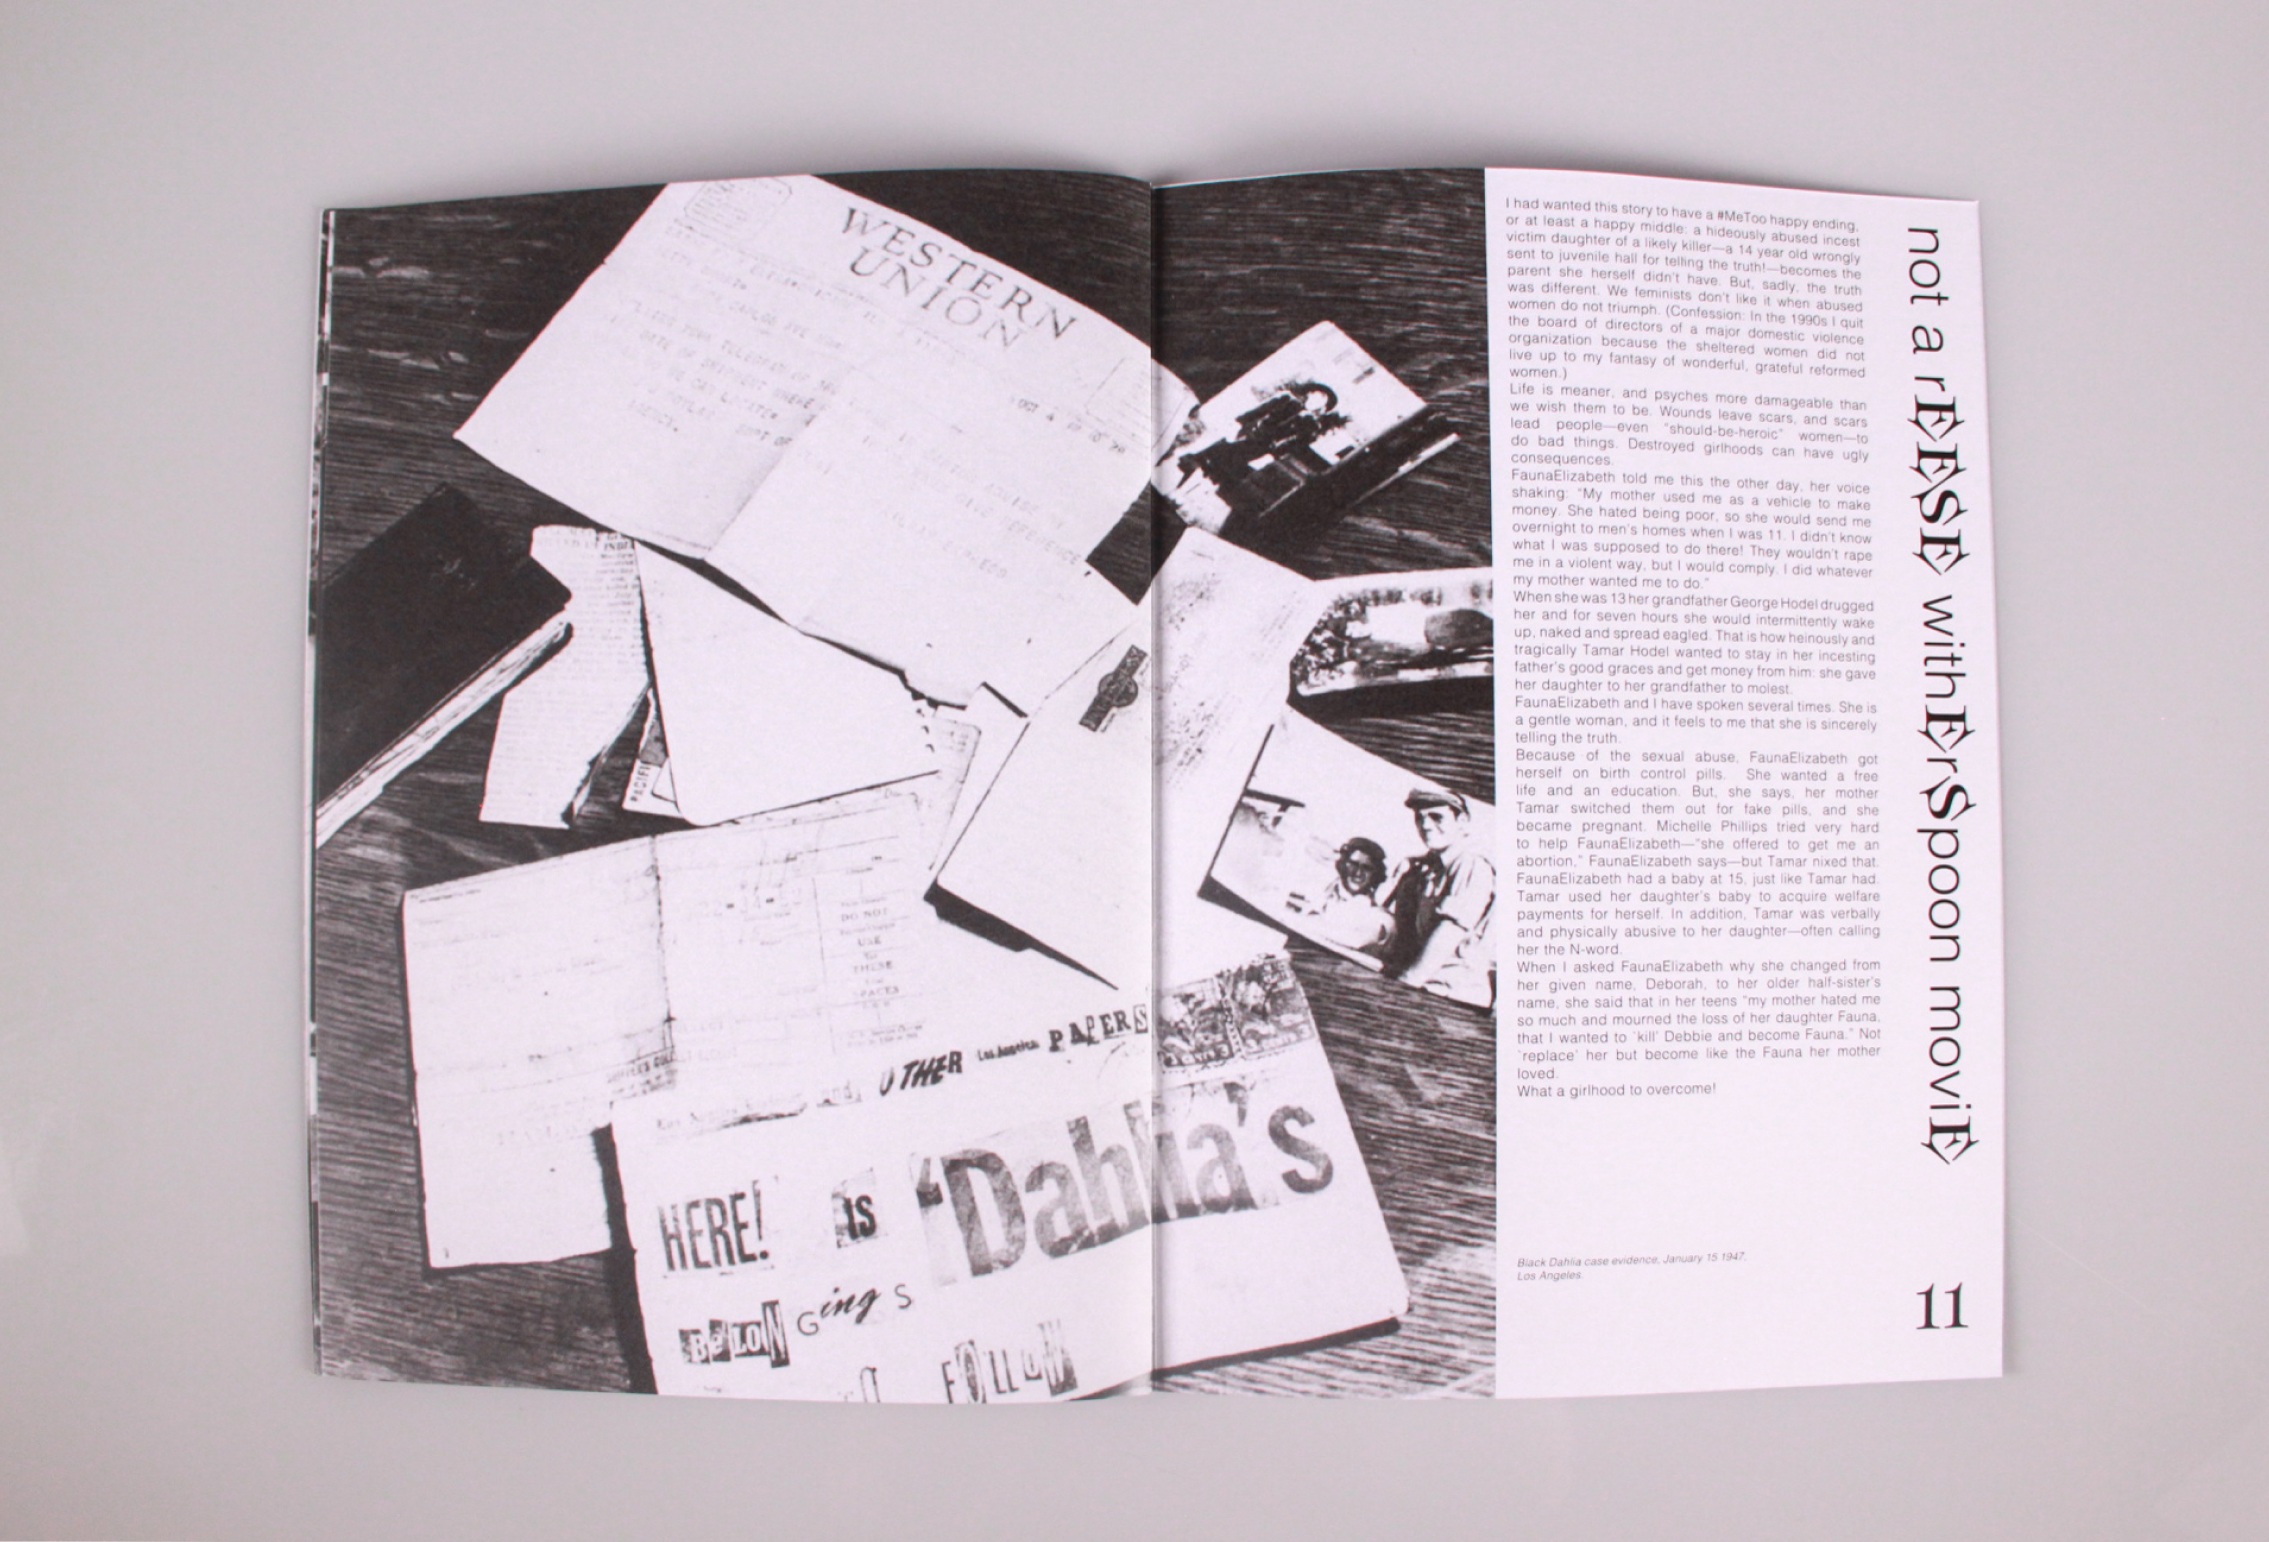 WESTERN
UNION
PACIFI
DO NOT
USE
THESE
SPACES
and OTHER Los Angeles PAPERS
HERE! IS 'Dahlia's
BeLONGingS
FOLLOW
I had wanted this story to have a #MeToo happy ending,
or at least a happy middle: a hideously abused incest
victim daughter of a likely killer—a 14 year old wrongly
sent to juvenile hall for telling the truth!—becomes the
parent she herself didn't have. But, sadly, the truth
was different. We feminists don't like it when abused
women do not triumph. (Confession: In the 1990s I quit
the board of directors of a major domestic violence
organization because the sheltered women did not
live up to my fantasy of wonderful, grateful reformed
women.)
Life is meaner, and psyches more damageable than
we wish them to be. Wounds leave scars, and scars
lead people—even "should-be-heroic" women—to
do bad things. Destroyed girlhoods can have ugly
consequences.
FaunaElizabeth told me this the other day, her voice
shaking: "My mother used me as a vehicle to make
money. She hated being poor, so she would send me
overnight to men's homes when I was 11. I didn't know
what I was supposed to do there! They wouldn't rape
me in a violent way, but I would comply. I did whatever
my mother wanted me to do."
When she was 13 her grandfather George Hodel drugged
her and for seven hours she would intermittently wake
up, naked and spread eagled. That is how heinously and
tragically Tamar Hodel wanted to stay in her incesting
father's good graces and get money from him: she gave
her daughter to her grandfather to molest.
FaunaElizabeth and I have spoken several times. She is
a gentle woman, and it feels to me that she is sincerely
telling the truth.
Because of the sexual abuse, FaunaElizabeth got
herself on birth control pills. She wanted a free
life and an education. But, she says, her mother
Tamar switched them out for fake pills, and she
became pregnant. Michelle Phillips tried very hard
to help FaunaElizabeth—"she offered to get me an
abortion," FaunaElizabeth says—but Tamar nixed that.
FaunaElizabeth had a baby at 15, just like Tamar had.
Tamar used her daughter's baby to acquire welfare
payments for herself. In addition, Tamar was verbally
and physically abusive to her daughter—often calling
her the N-word.
When I asked FaunaElizabeth why she changed from
her given name, Deborah, to her older half-sister's
name, she said that in her teens "my mother hated me
so much and mourned the loss of her daughter Fauna,
that I wanted to 'kill' Debbie and become Fauna." Not
'replace' her but become like the Fauna her mother
loved.
What a girlhood to overcome!
Black Dahlia case evidence, January 15 1947.
Los Angeles
not a rEESE withErSpoon moviE
11